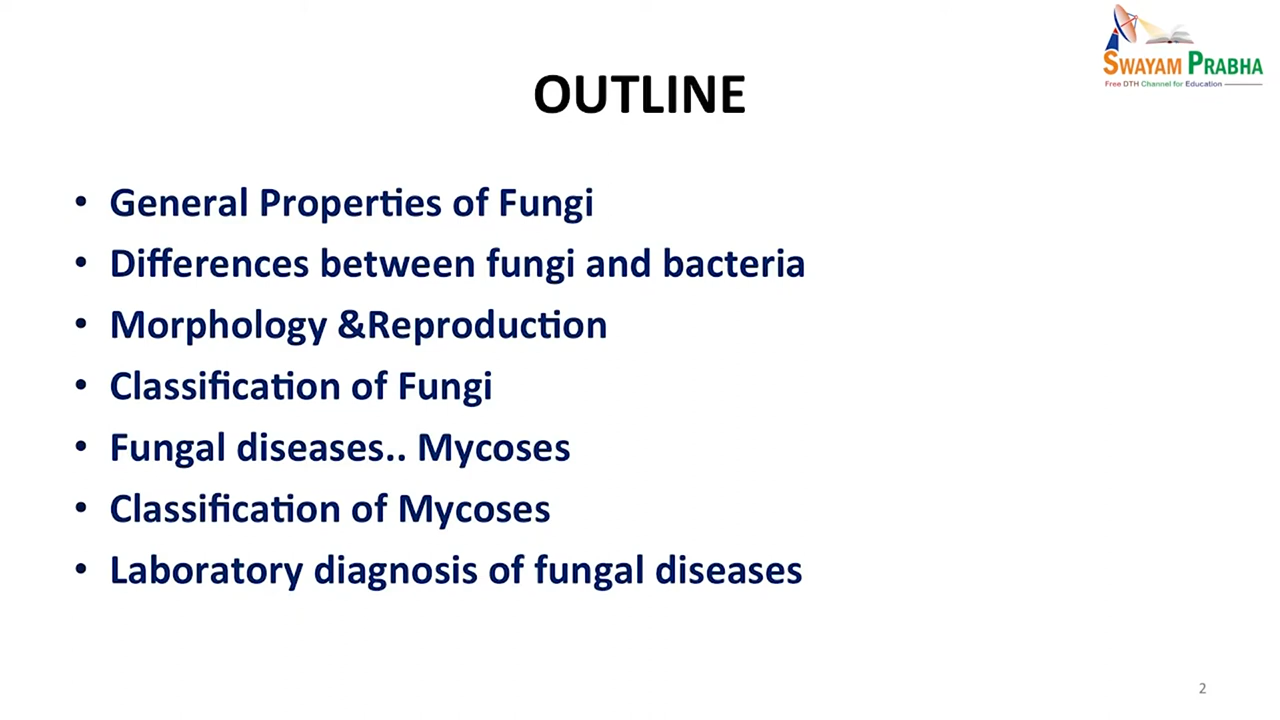 SWAYAM PRABHA
Free DTH Channel for Education
OUTLINE
• General Properties of Fungi
• Differences between fungi and bacteria
• Morphology &Reproduction
• Classification of Fungi
• Fungal diseases.. Mycoses
• Classification of Mycoses
• Laboratory diagnosis of fungal diseases
2